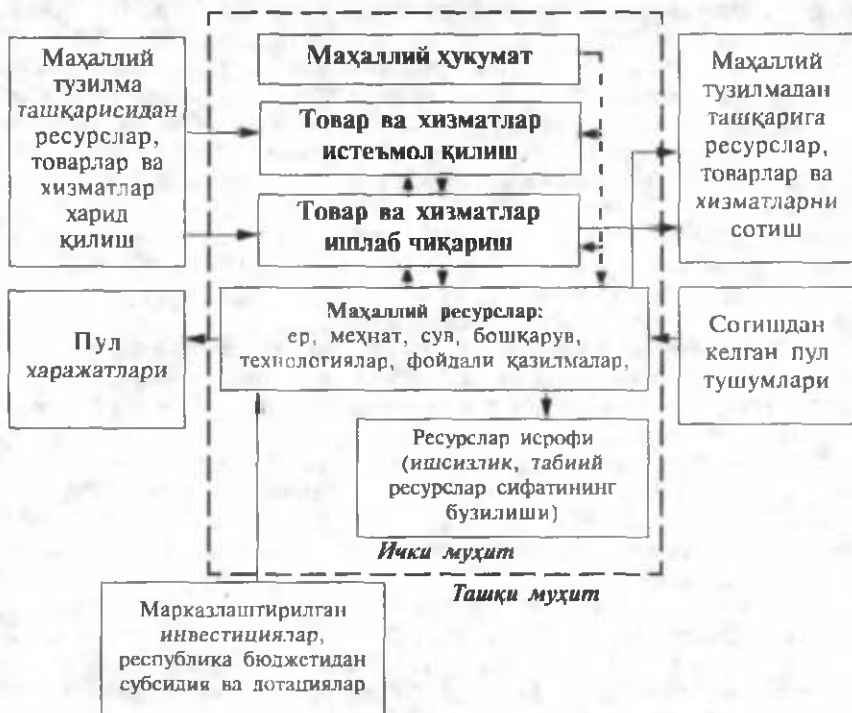 Маҳаллий
тузилма
ташқарисидан
ресурслар,
товарлар ва
хизматлар
харид
қилиш
Маҳаллий ҳукумат
Товар ва хизматлар
истеъмол қилиш
Товар ва хизматлар
ишлаб чиқариш
Маҳаллий
тузилмадан
ташқарига
ресурслар,
товарлар ва
хизматларни
сотиш
Пул
харажатлари
Маҳаллий ресурслар:
ер, меҳнат, сув, бошқарув,
технологиялар, фойдали қазилмалар,
Сотишдан
келган пул
тушумлари
Ресурслар исрофи
(ишсизлик, табиий
ресурслар сифатининг
бузилиши)
Ички муҳит
Ташқи муҳит
Марказлаштирилган
инвестициялар,
республика бюджетидан
субсидия ва дотациялар